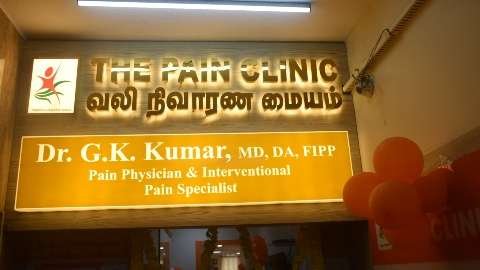 THE PAIN CLiNiC
வலி நிவாரண மையம்
Dr. G.K. Kumar, MD, DA, FIPP
Pain Physician & Interventional
Pain Specialist
CLINIC